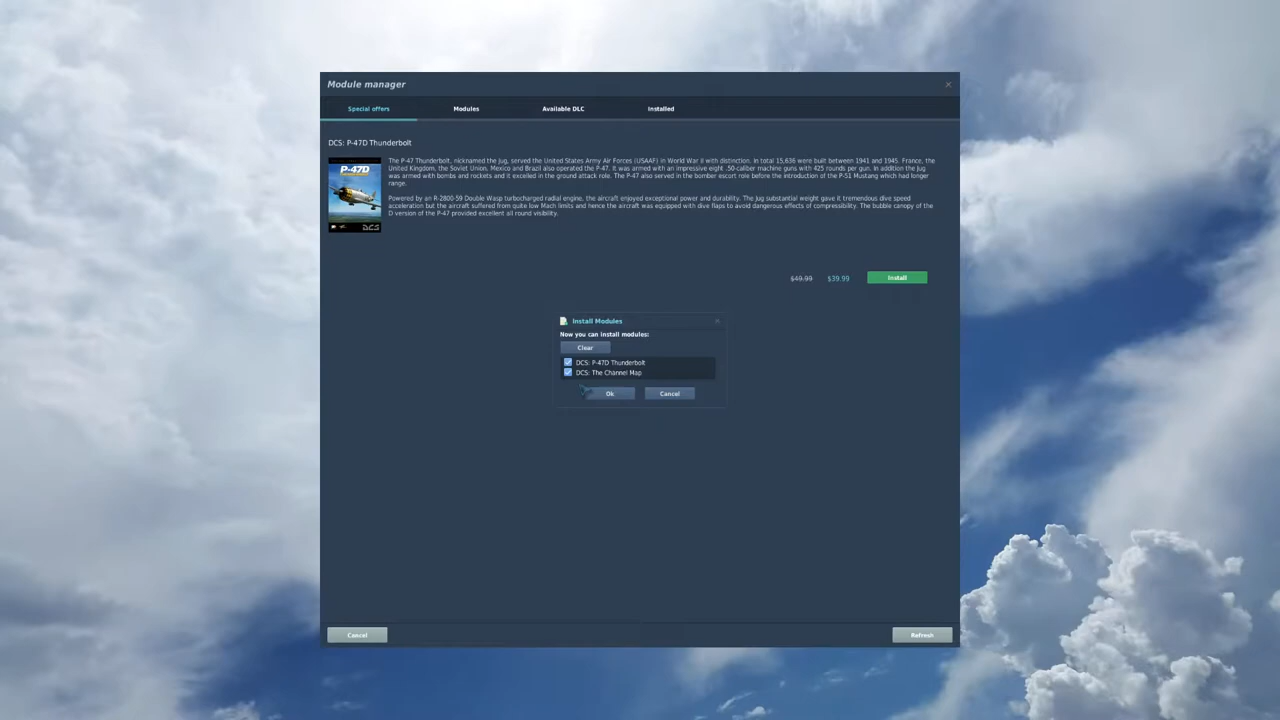 Module manager
Special offers
Modules
Available DLC
Installed
DCS: P-47D Thunderbolt
The P-47 Thunderbolt, nicknamed the Jug, served the United States Army Air Forces (USAAF) in World War II with distinction. In total 15,636 were built between 1941 and 1945. France, the
United Kingdom, the Soviet Union, Mexico and Brazil also operated the P-47. It was armed with an impressive eight .50-caliber machine guns with 425 rounds per gun. In addition the Jug
was armed with bombs and rockets and it excelled in the ground attack role. The P-47 also served in the bomber escort role before the introduction of the P-51 Mustang which had longer
range.
Powered by an R-2800-59 Double Wasp turbocharged radial engine, the aircraft enjoyed exceptional power and durability. The Jug substantial weight gave it tremendous dive speed
acceleration but the aircraft suffered from quite low Mach limits and hence the aircraft was equipped with dive flaps to avoid dangerous effects of compressibility. The bubble canopy of the
D version of the P-47 provided excellent all round visibility.
P-47D
DCS
$49.99
$39.99
Install
Install Modules
Now you can install modules:
Clear
DCS: P-47D Thunderbolt
DCS: The Channel Map
Ok
Cancel
Cancel
Refresh